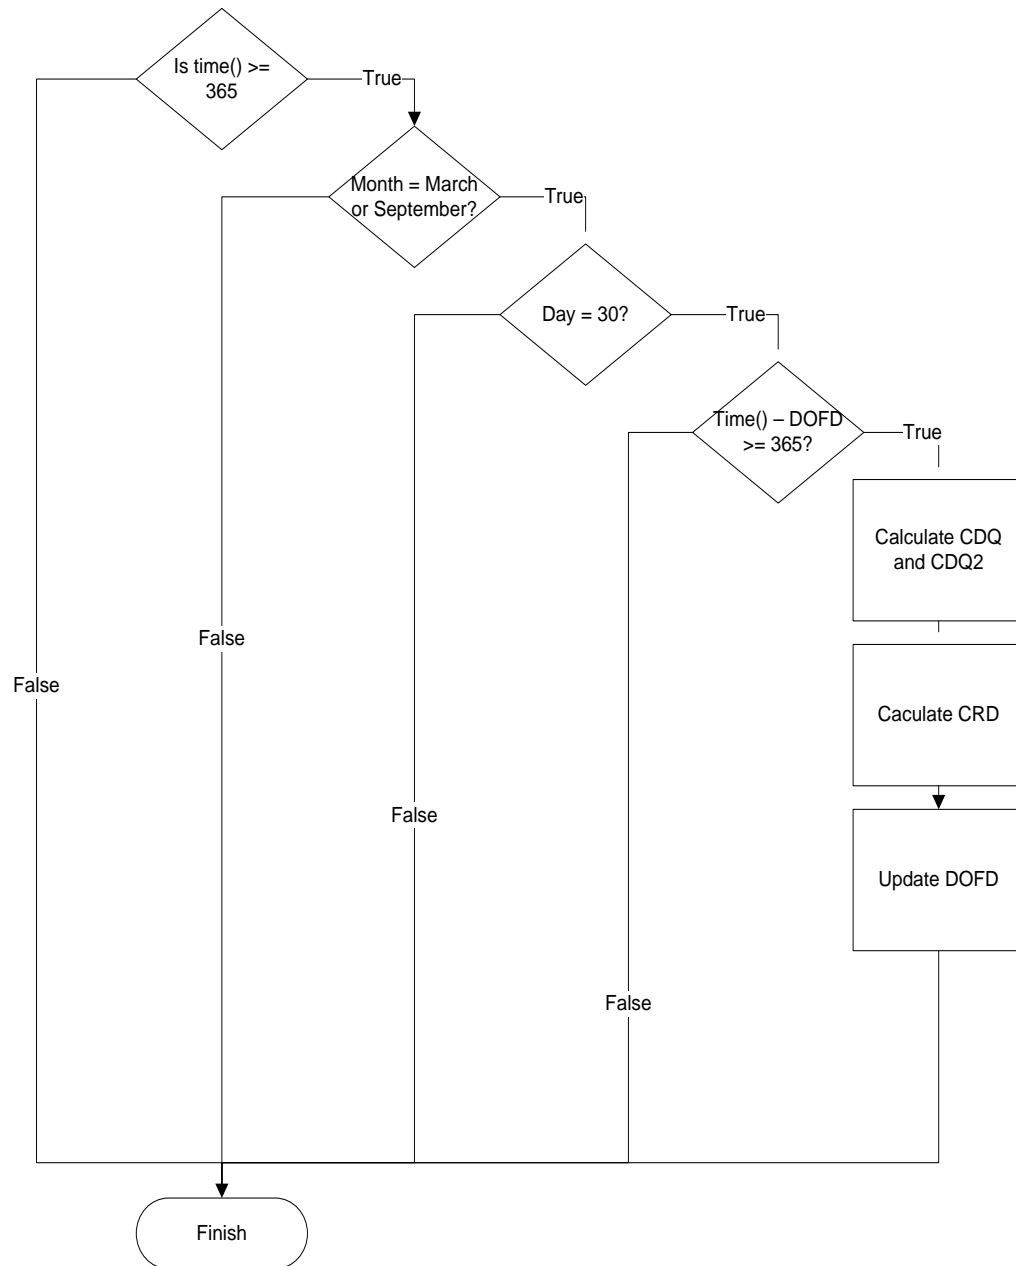 Is time() >=
365
True
Month = March
or September?
True
Day = 30?
True
Time() – DOFD
>= 365?
True
Calculate CDQ
and CDQ2
False
False
Caculate CRD
False
Update DOFD
False
Finish